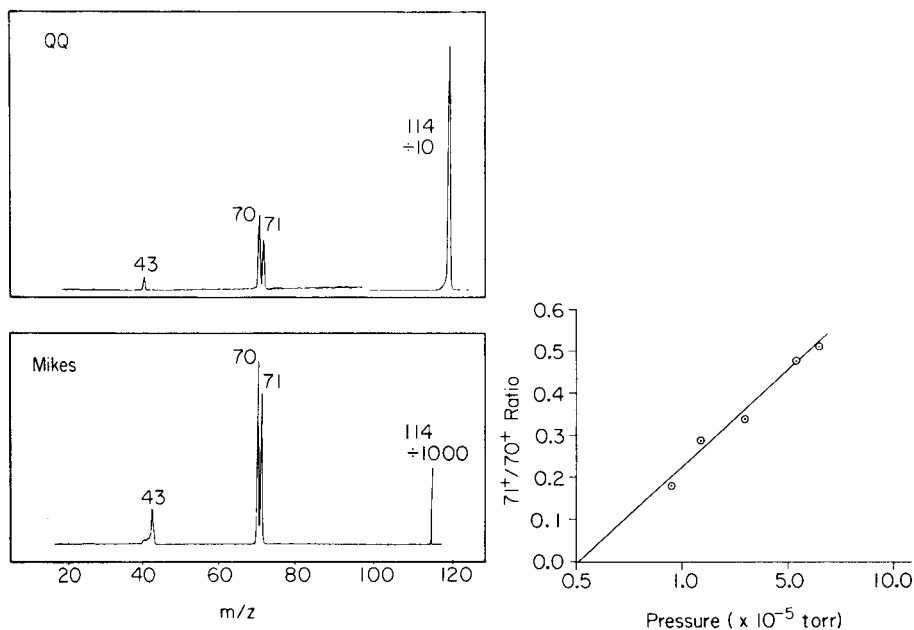 QQ
114
÷10
70
71
43
Mikes
70
71
114
÷1000
43
20 40 60 80 100 120
m/z
0.6
0.5
0.4
0.3
0.2
0.1
0.0
71⁺/70⁺ Ratio
0.5 1.0 5.0 10.0
Pressure ( x 10⁻⁵ torr)